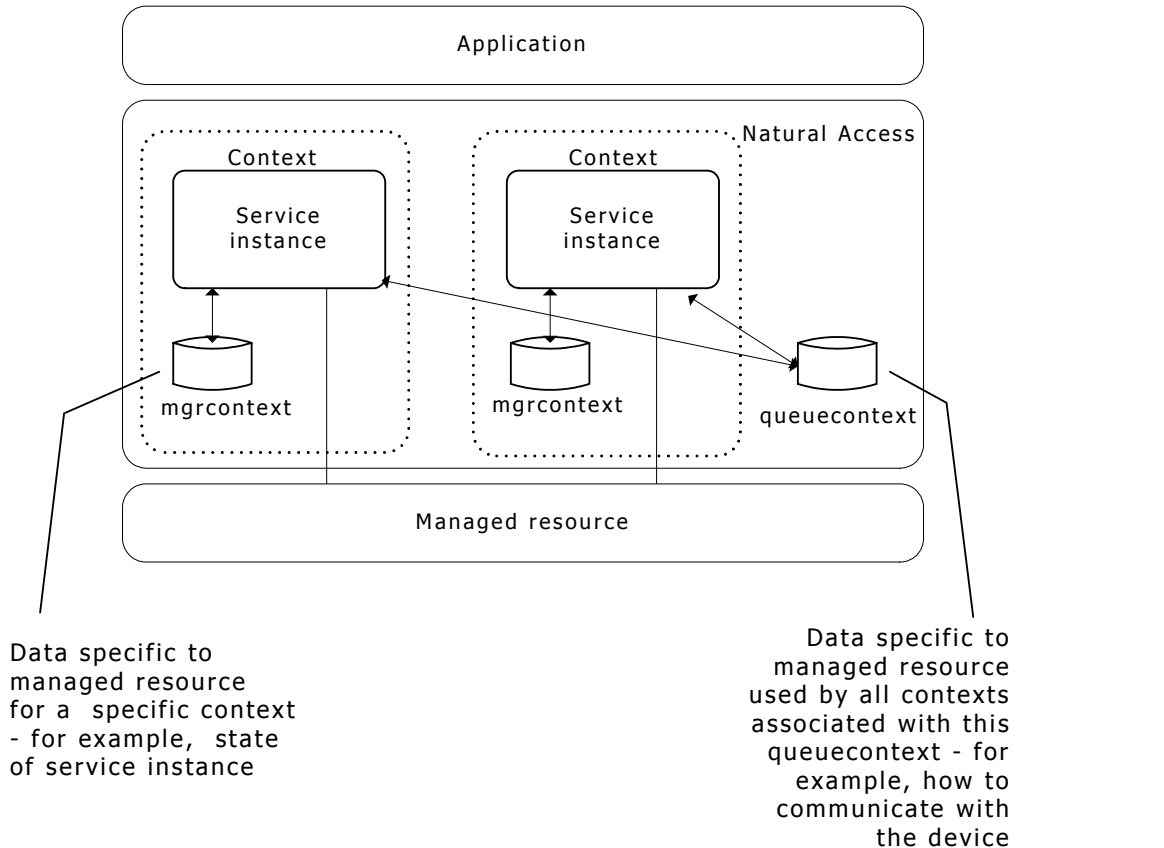 Application
Natural Access
Context
Context
Service
instance
Service
instance
mgrcontext
mgrcontext
queuecontext
Managed resource
Data specific to
managed resource
for a specific context
- for example, state
of service instance
Data specific to
managed resource
used by all contexts
associated with this
queuecontext - for
example, how to
communicate with
the device